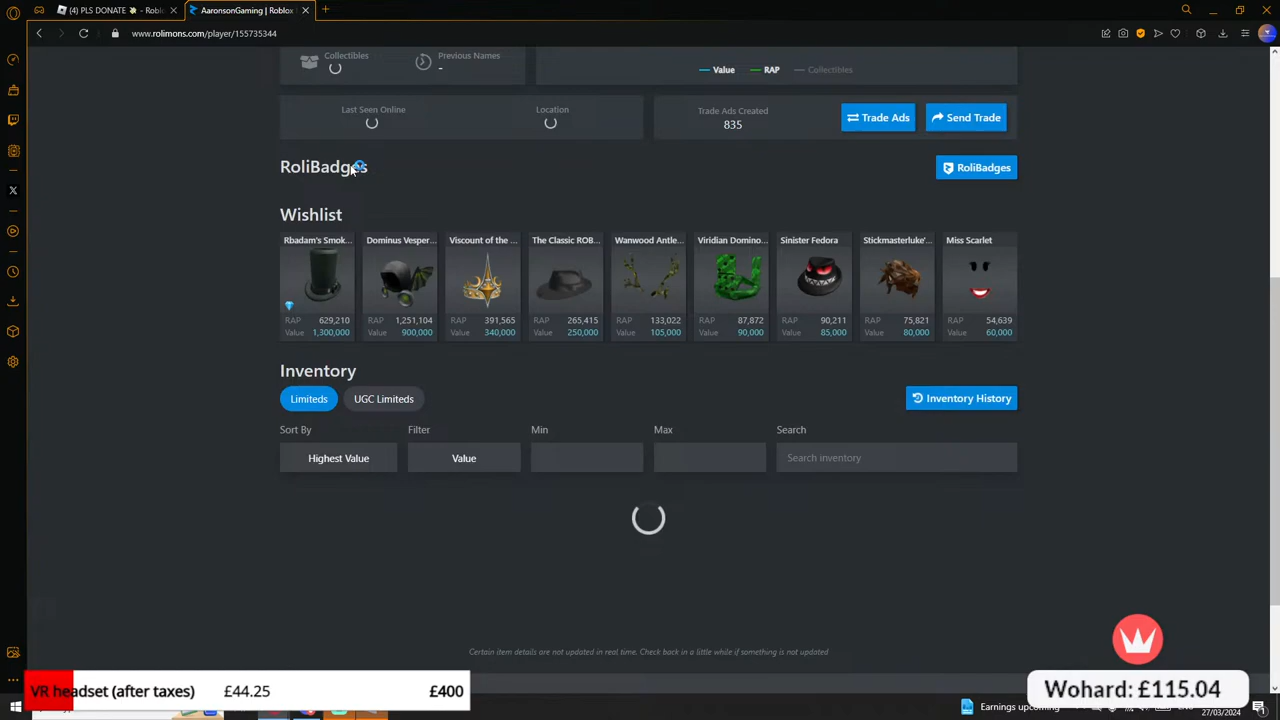 (4) PLS DONATE
AaronsonGaming | Roblox
www.rolimons.com/player/155735344
Collectibles
Previous Names
-
Value
RAP
Collectibles
Last Seen Online
Location
Trade Ads Created
835
Trade Ads
Send Trade
RoliBadges
RoliBadges
Wishlist
Rbadam's Smok...
Dominus Vesper...
Viscount of the ...
The Classic ROB...
Wanwood Antle...
Viridian Domino...
Sinister Fedora
Stickmasterluke'...
Miss Scarlet
RAP 629,210
RAP 1,251,104
RAP 391,565
RAP 265,415
RAP 133,022
RAP 87,872
RAP 90,211
RAP 75,821
RAP 54,639
Value 1,300,000
Value 900,000
Value 340,000
Value 250,000
Value 105,000
Value 90,000
Value 85,000
Value 80,000
Value 60,000
Inventory
Limiteds
UGC Limiteds
Inventory History
Sort By
Filter
Min
Max
Search
Highest Value
Value
Search inventory
Certain item details are not updated in real time. Check back in a little while if something is not updated
VR headset (after taxes) £44.25 £400
Wohard: £115.04
Earnings upcoming
27/03/2024